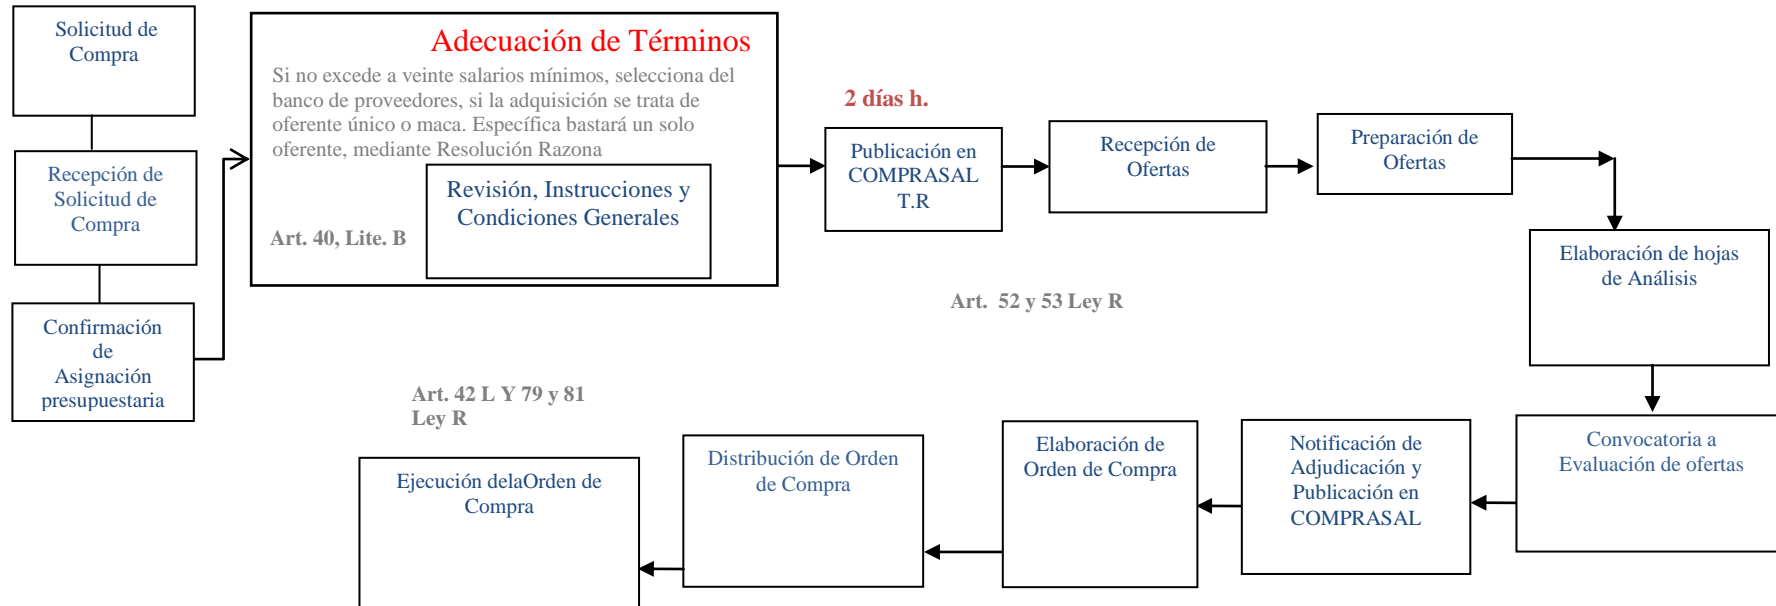 Solicitud de
Compra
Recepción de
Solicitud de
Compra
Confirmación
de
Asignación
presupuestaria
Adecuación de Términos
Si no excede a veinte salarios mínimos, selecciona del
banco de proveedores, si la adquisición se trata de
oferente único o maca. Específica bastará un solo
oferente, mediante Resolución Razona
Revisión, Instrucciones y
Condiciones Generales
Art. 40, Lite. B
2 días h.
Publicación en
COMPRASAL
T.R
Recepción de
Ofertas
Preparación de
Ofertas
Elaboración de hojas
de Análisis
Art.  52 y 53 Ley R
Convocatoria a
Evaluación de ofertas
Notificación de
Adjudicación y
Publicación en
COMPRASAL
Elaboración de
Orden de Compra
Distribución de Orden
de Compra
Art. 42 L Y 79 y 81
Ley R
Ejecución delaOrden de
Compra